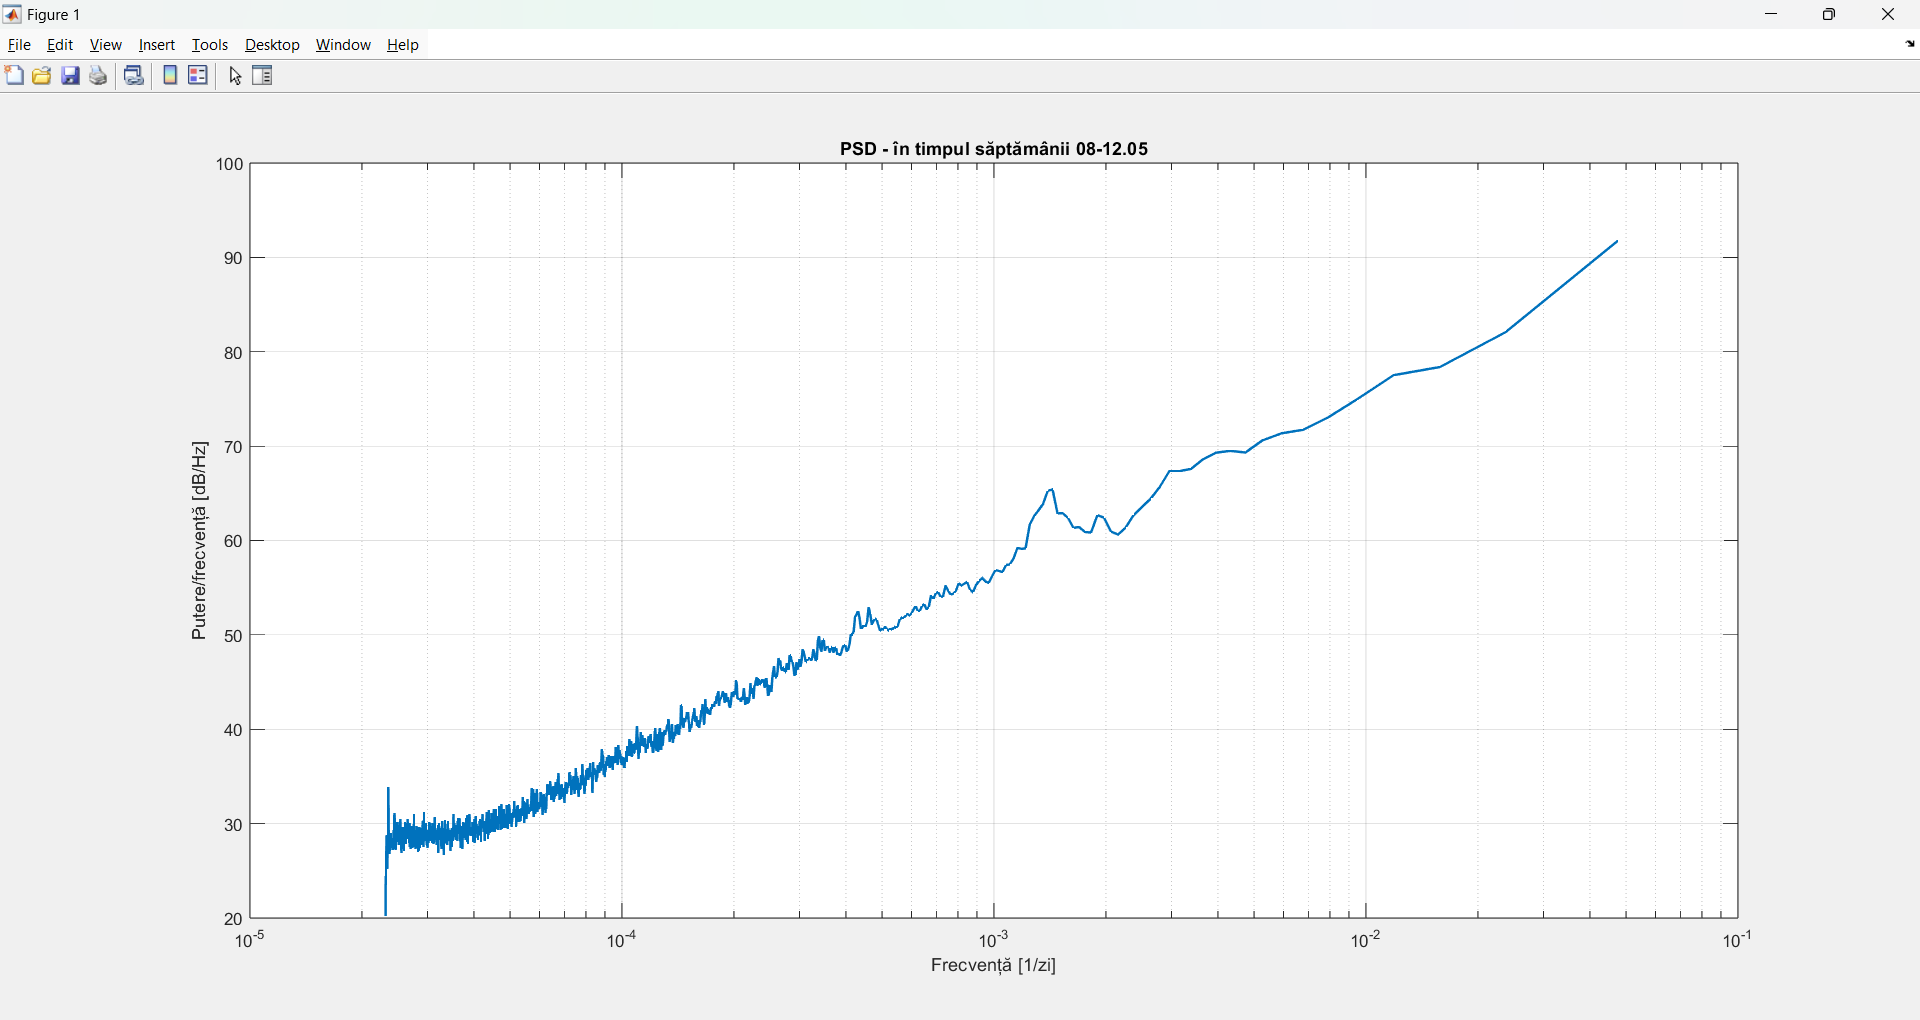 Figure 1
File Edit View Insert Tools Desktop Window Help
PSD - în timpul săptămânii 08-12.05
100
90
80
70
60
50
40
30
20
Putere/frecvență [dB/Hz]
10^-5 10^-4 10^-3 10^-2 10^-1
Frecvență [1/zi]